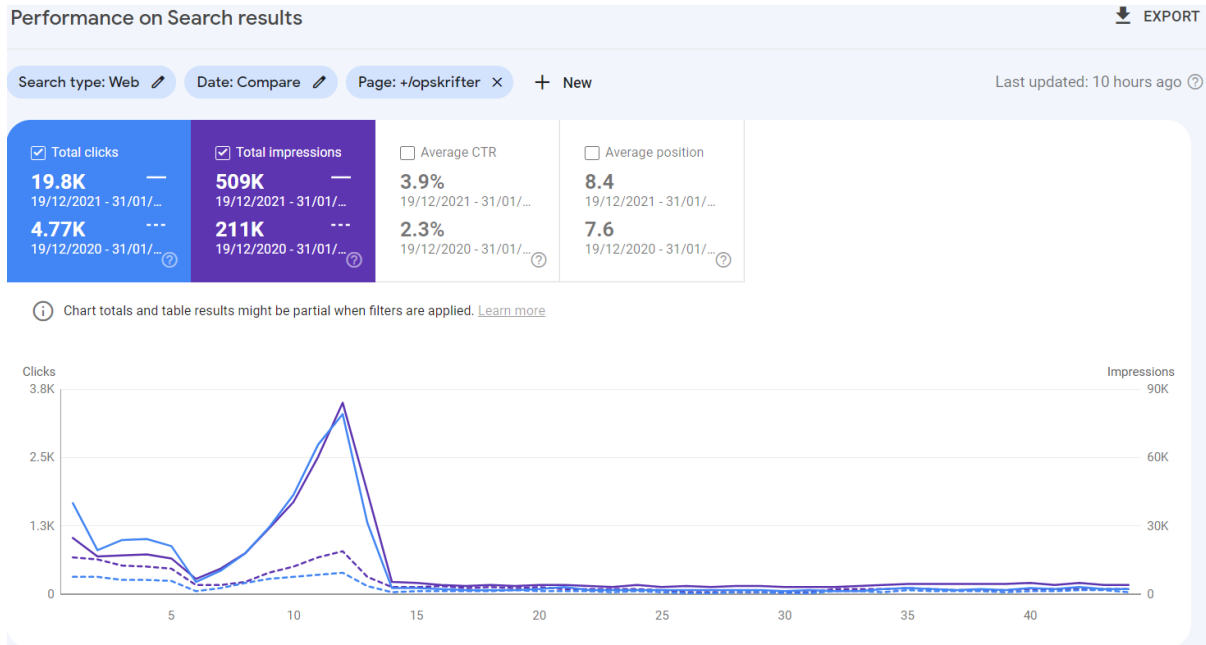 Performance on Search results
EXPORT
Search type: Web
Date: Compare
Page: +/opskrifter
New
Last updated: 10 hours ago
Total clicks
19.8K
19/12/2021 - 31/01/...
4.77K
19/12/2020 - 31/01/...
Total impressions
509K
19/12/2021 - 31/01/...
211K
19/12/2020 - 31/01/...
Average CTR
3.9%
19/12/2021 - 31/01/...
2.3%
19/12/2020 - 31/01/...
Average position
8.4
19/12/2021 - 31/01/...
7.6
19/12/2020 - 31/01/...
Chart totals and table results might be partial when filters are applied. Learn more
Clicks
Impressions
3.8K
90K
2.5K
60K
1.3K
30K
0
0
5 10 15 20 25 30 35 40